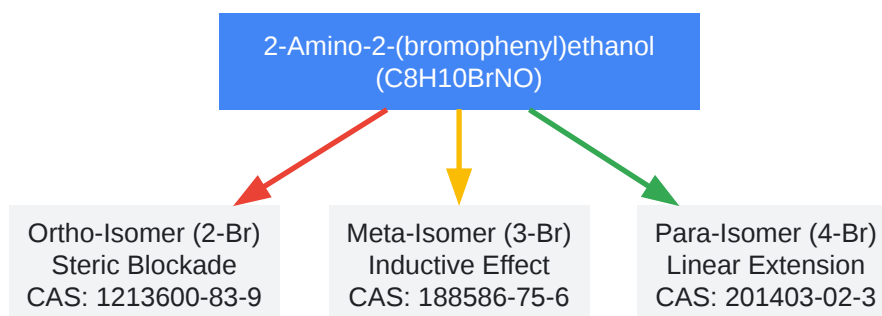 2-Amino-2-(bromophenyl)ethanol
(C8H10BrNO)
Ortho-Isomer (2-Br)
Steric Blockade
CAS: 1213600-83-9
Meta-Isomer (3-Br)
Inductive Effect
CAS: 188586-75-6
Para-Isomer (4-Br)
Linear Extension
CAS: 201403-02-3